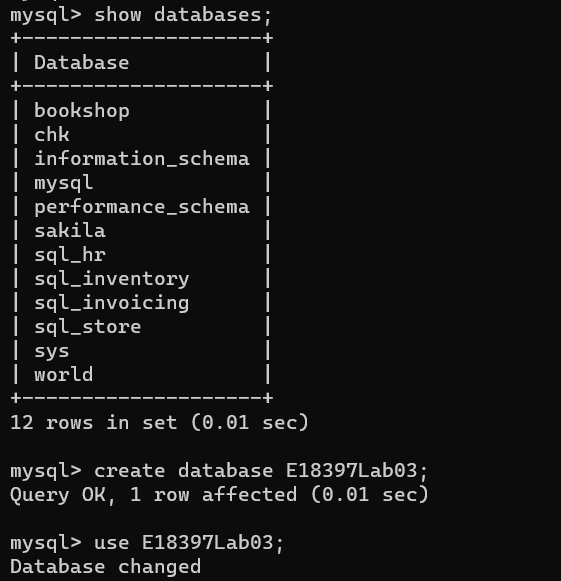 mysql> show databases;
+--------------------+
| Database           |
+--------------------+
| bookshop           |
| chk                |
| information_schema |
| mysql              |
| performance_schema |
| sakila             |
| sql_hr             |
| sql_inventory      |
| sql_invoicing      |
| sql_store          |
| sys                |
| world              |
+--------------------+
12 rows in set (0.01 sec)

mysql> create database E18397Lab03;
Query OK, 1 row affected (0.01 sec)

mysql> use E18397Lab03;
Database changed